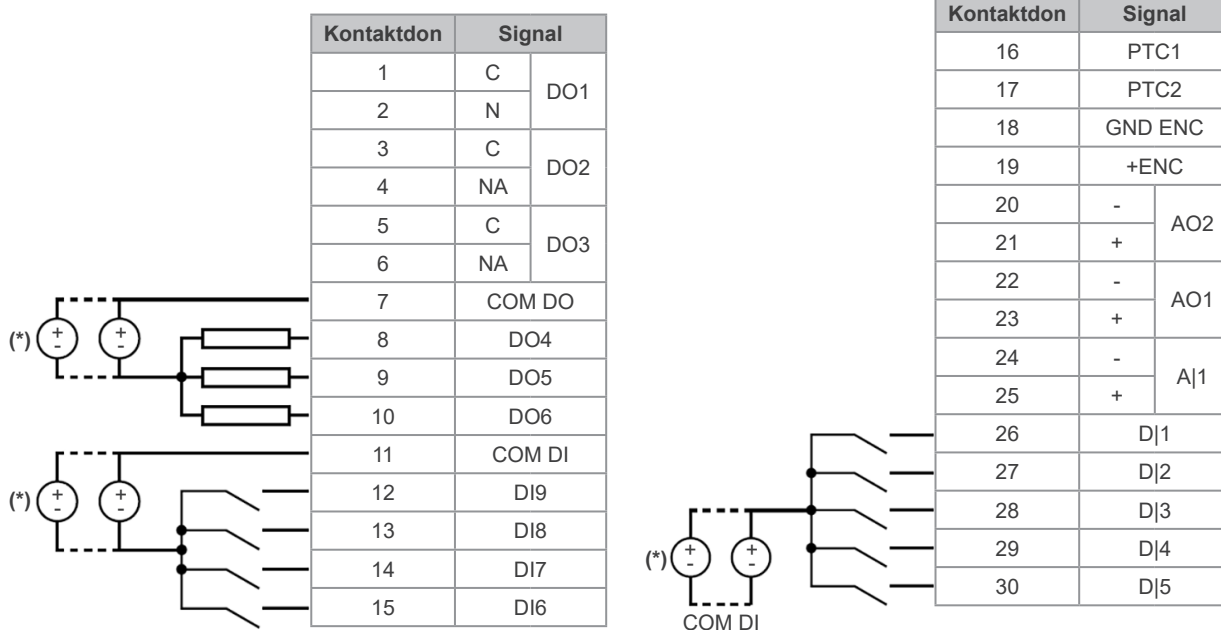 Kontaktdon Signal
1 C DO1
2 N
3 C DO2
4 NA
5 C DO3
6 NA
7 COM DO
8 DO4
9 DO5
10 DO6
11 COM DI
12 DI9
13 DI8
14 DI7
15 DI6
(*) + - + -
(*) + - + -
Kontaktdon Signal
16 PTC1
17 PTC2
18 GND ENC
19 +ENC
20 - AO2
21 +
22 - AO1
23 +
24 - A|1
25 +
26 D|1
27 D|2
28 D|3
29 D|4
30 D|5
(*) + - + -
COM DI